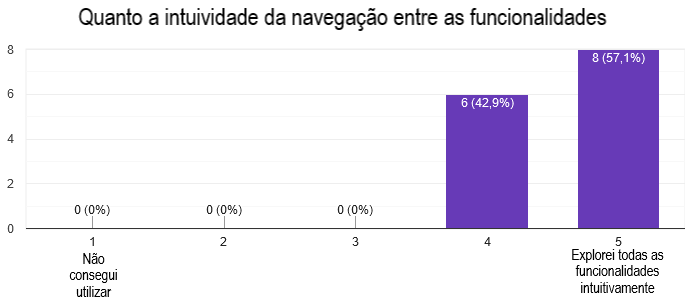 Quanto a intuividade da navegação entre as funcionalidades
8
8 (57,1%)
6
6 (42,9%)
4
2
0 (0%) 0 (0%) 0 (0%)
0
1 2 3 4 5
Não
consegui
utilizar
Explorei todas as
funcionalidades
intuitivamente